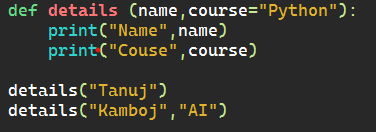 def details (name,course="Python"):
    print("Name",name)
    print("Couse",course)

details("Tanuj")
details("Kamboj","AI")